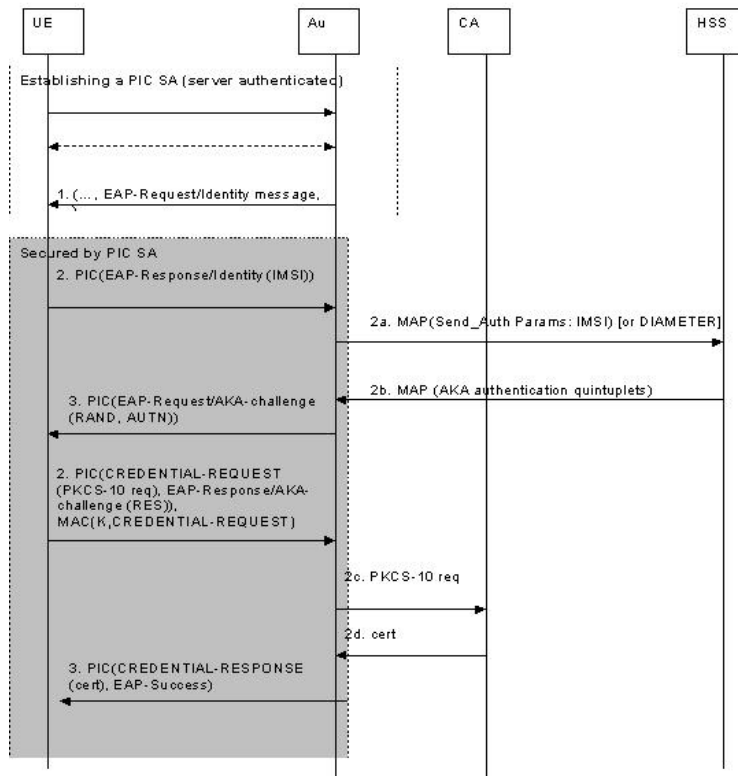 UE
Au
CA
HSS
Establishing a PIC SA (server authenticated)
1. (..., EAP-Request/Identity message,
Secured by PIC SA
2. PIC(EAP-Response/Identity (IMSI))
2a. MAP(Send_Auth Params: IMSI) [or DIAMETER]
2b. MAP (AKA authentication quintuplets)
3. PIC(EAP-Request/AKA-challenge
(RAND, AUTN))
2. PIC(CREDENTIAL-REQUEST
(PKCS-10 req), EAP-Response/AKA-
challenge (RES)),
MAC(K,CREDENTIAL-REQUEST)
2c. PKCS-10 req
2d. cert
3. PIC(CREDENTIAL-RESPONSE
(cert), EAP-Success)